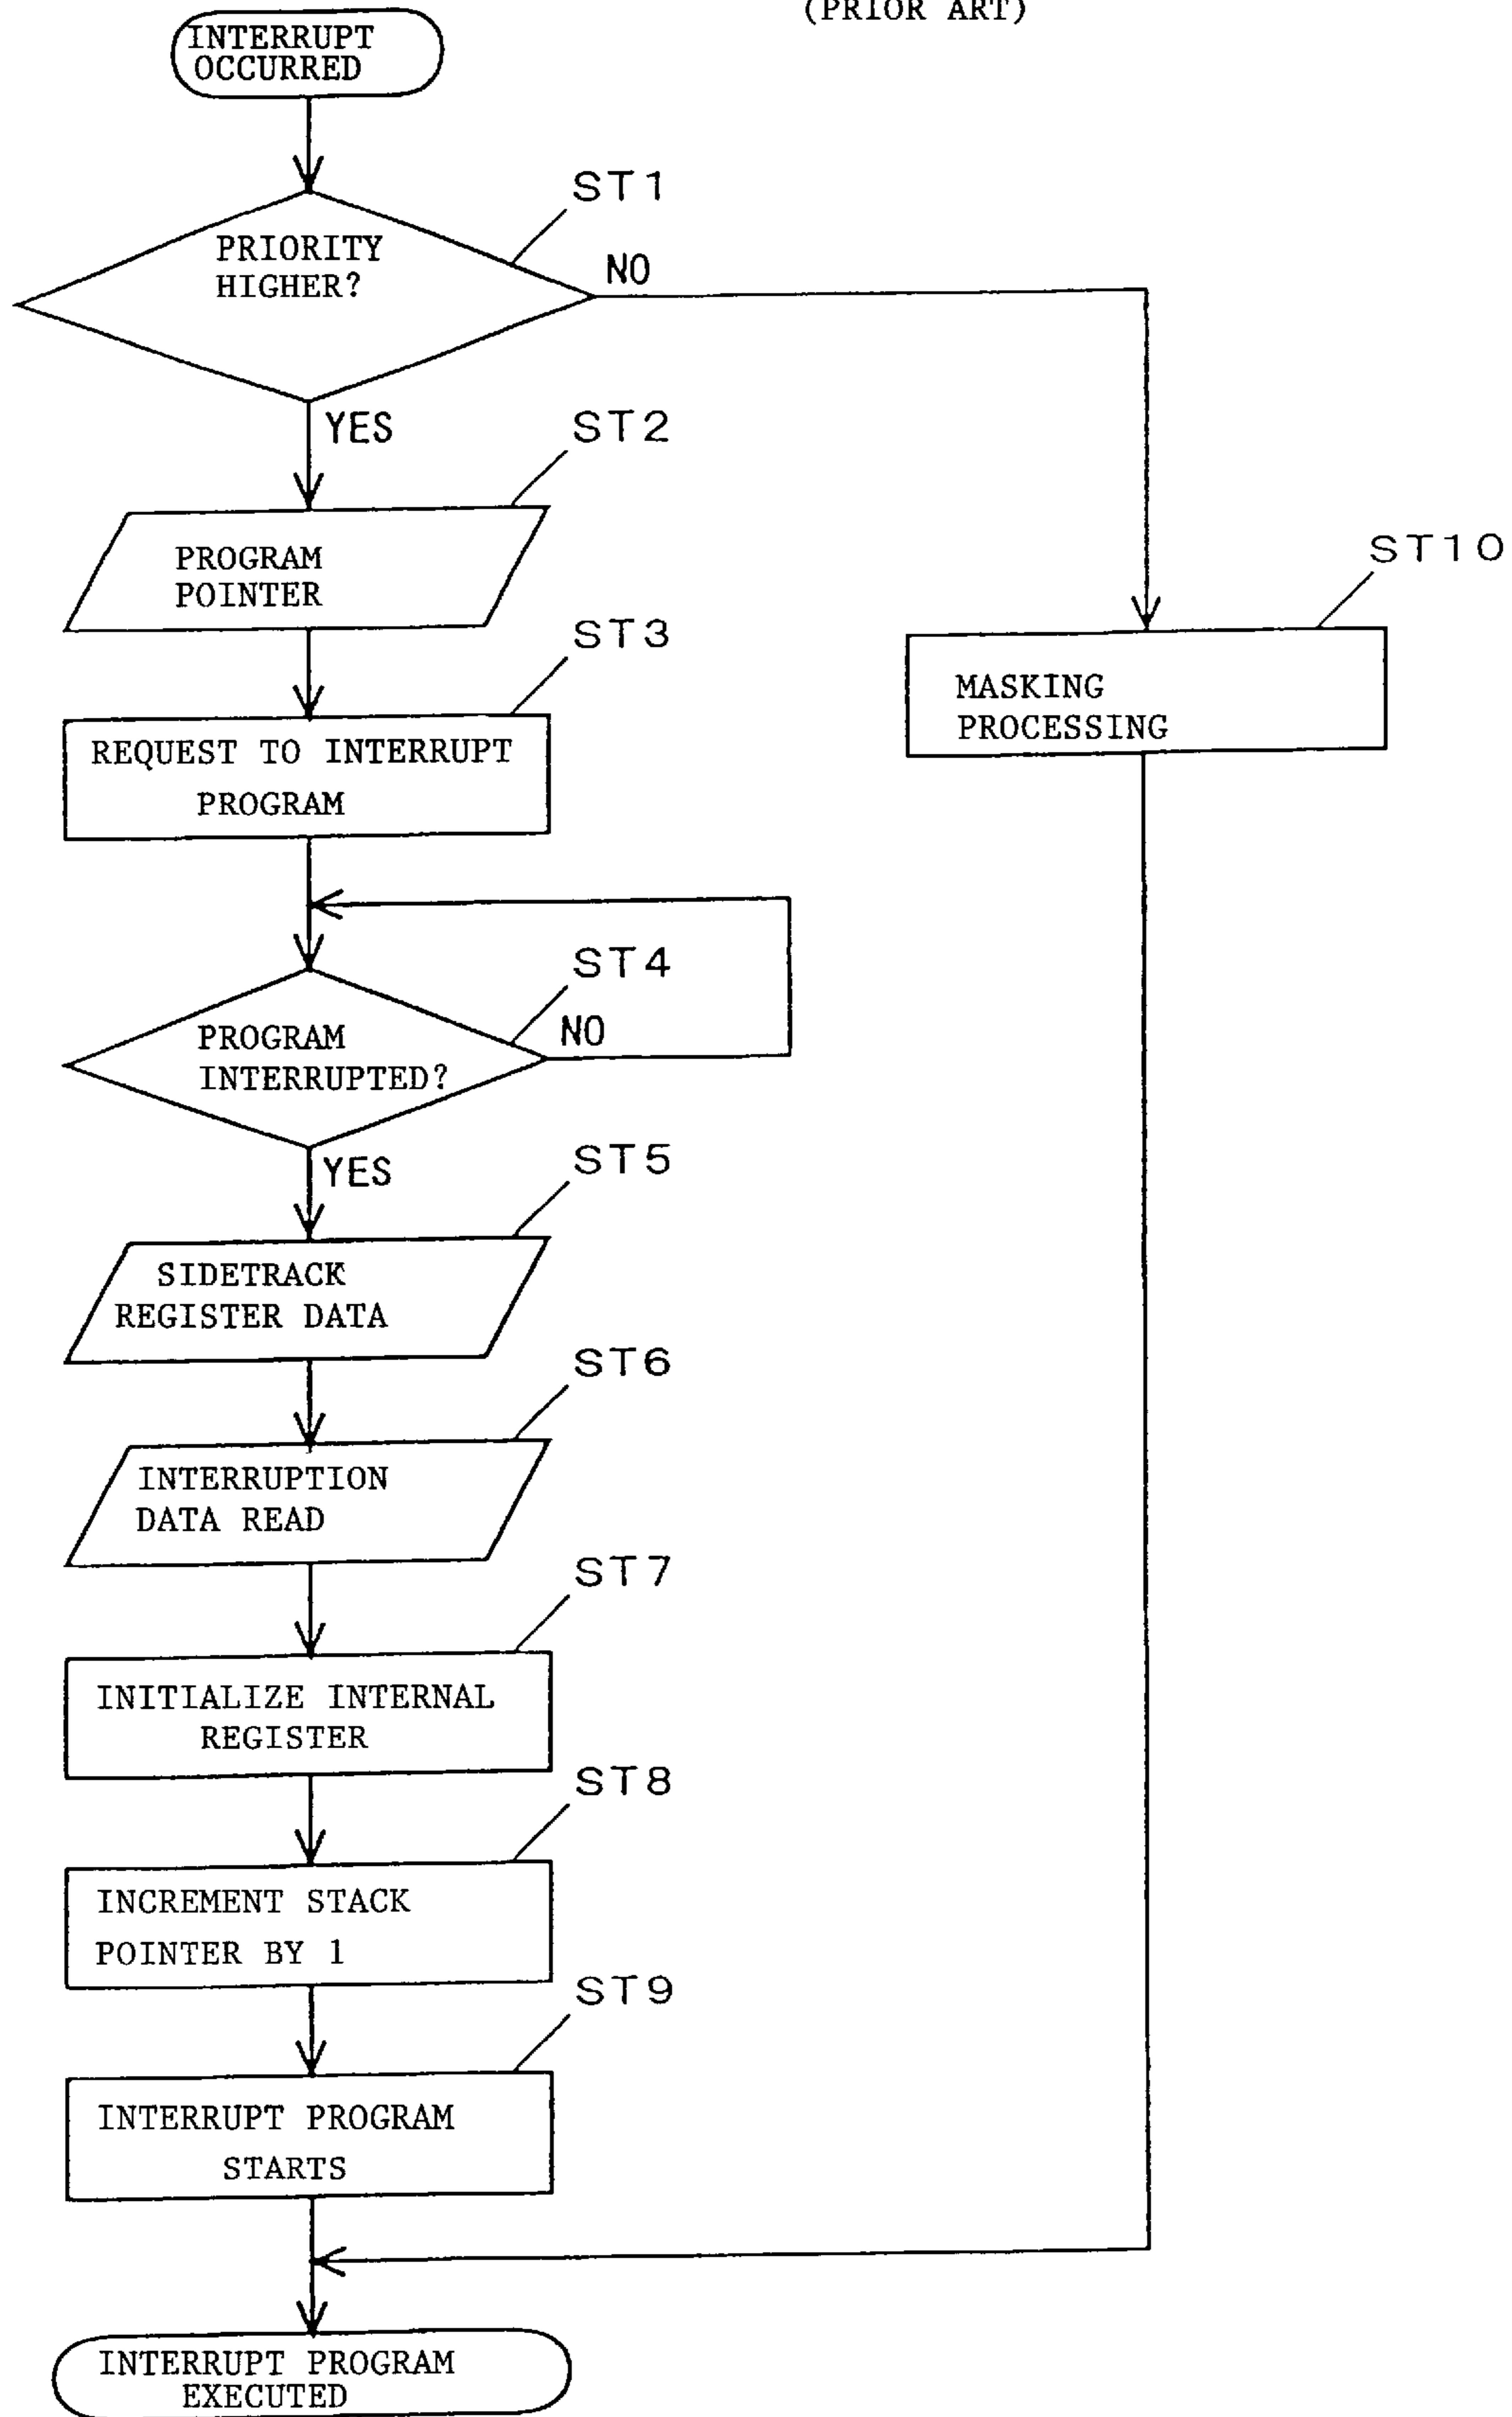 (PRIOR ART)
INTERRUPT
OCCURRED
ST1
PRIORITY
HIGHER?
NO
YES
ST2
PROGRAM
POINTER
ST10
MASKING
PROCESSING
ST3
REQUEST TO INTERRUPT
PROGRAM
ST4
PROGRAM
INTERRUPTED?
NO
YES
ST5
SIDETRACK
REGISTER DATA
ST6
INTERRUPTION
DATA READ
ST7
INITIALIZE INTERNAL
REGISTER
ST8
INCREMENT STACK
POINTER BY 1
ST9
INTERRUPT PROGRAM
STARTS
INTERRUPT PROGRAM
EXECUTED